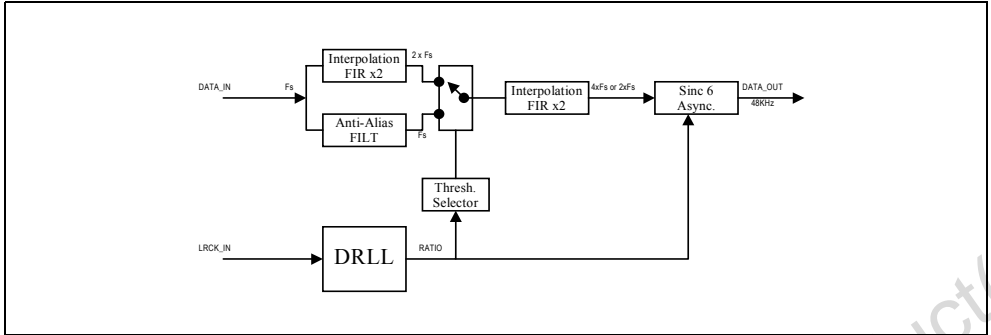 Interpolation
FIR x2
2 x Fs
DATA_IN
Fs
Anti-Alias
FILT
Fs
Interpolation
FIR x2
4xFs or 2xFs
Sinc 6
Async.
DATA_OUT
48KHz
Thresh.
Selector
LRCK_IN
DRLL
RATIO